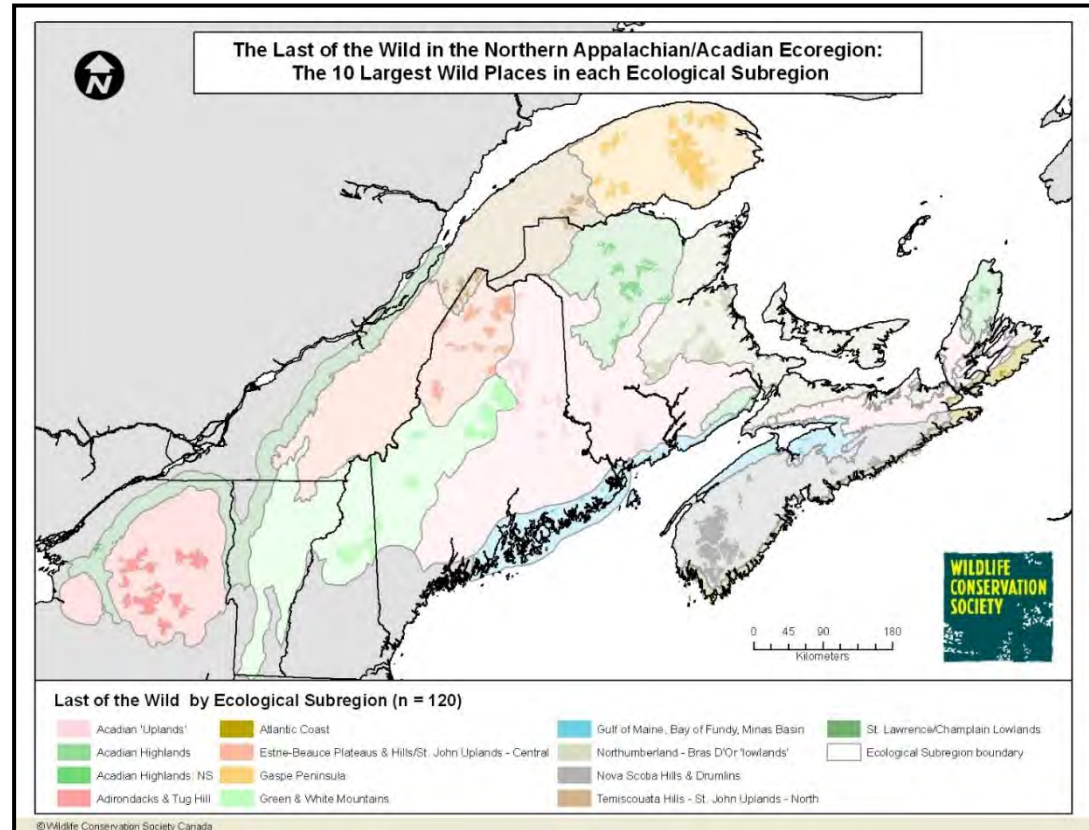 The Last of the Wild in the Northern Appalachian/Acadian Ecoregion:
The 10 Largest Wild Places in each Ecological Subregion
N
WILDLIFE
CONSERVATION
SOCIETY
0 45 90 180
Kilometers
Last of the Wild by Ecological Subregion (n = 120)
Acadian 'Uplands'
Acadian Highlands
Acadian Highlands NS
Adirondacks & Tug Hill
Atlantic Coast
Estrie-Beauce Plateaus & Hills/St. John Uplands - Central
Gaspe Peninsula
Green & White Mountains
Gulf of Maine, Bay of Fundy, Minas Basin
Northumberland - Bras D'Or 'lowlands'
Nova Scotia Hills & Drumlins
Temiscouata Hills - St. John Uplands - North
St. Lawrence/Champlain Lowlands
Ecological Subregion boundary
©Wildlife Conservation Society Canada